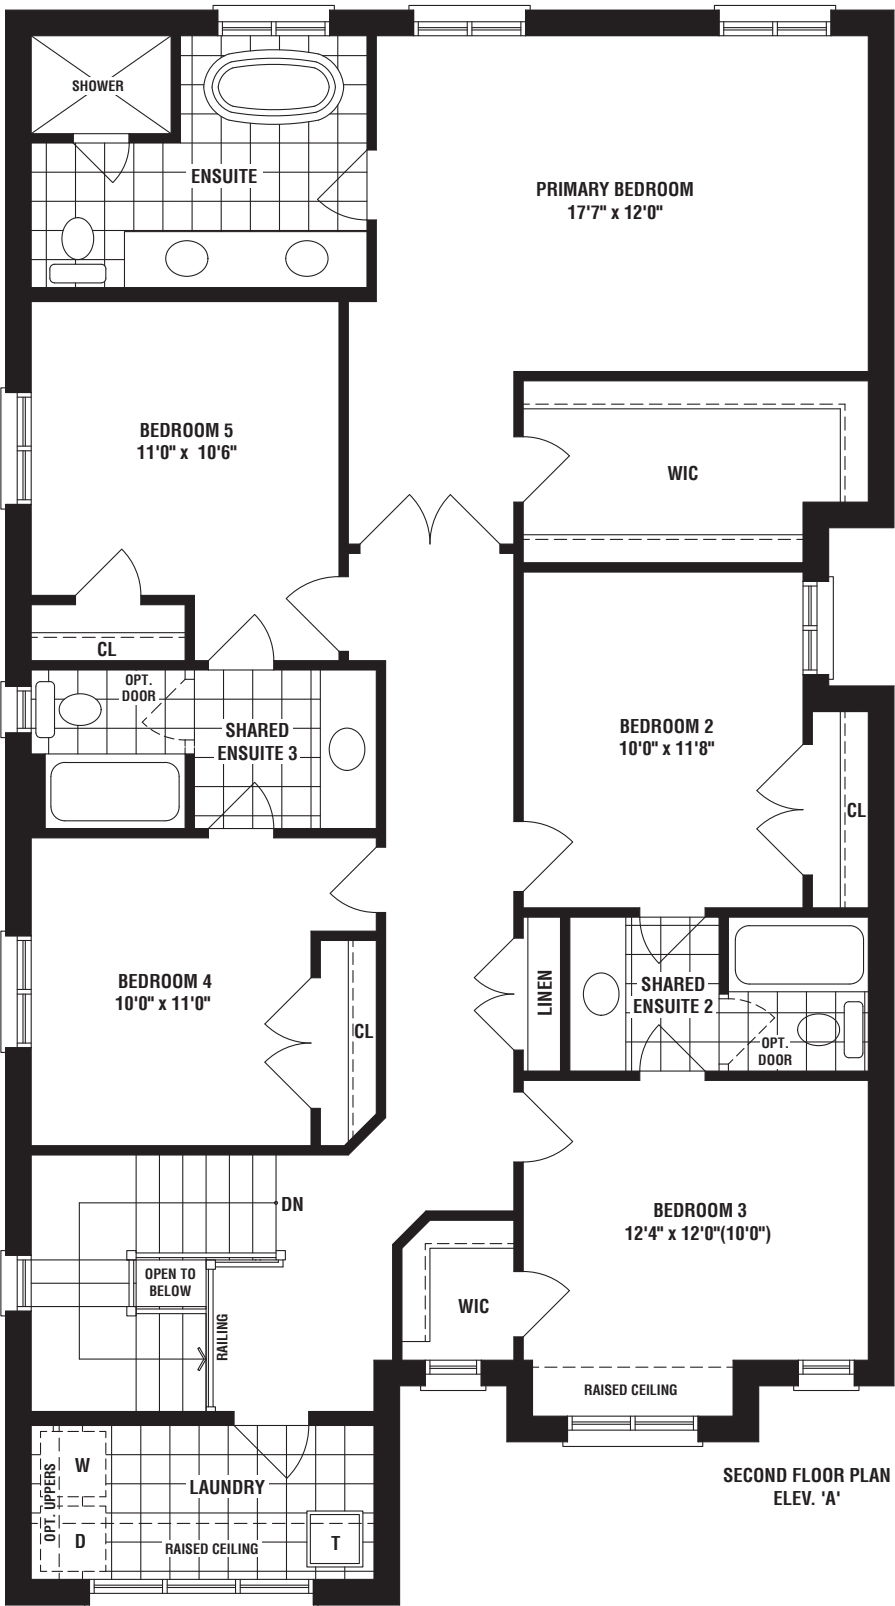 SHOWER
ENSUITE
PRIMARY BEDROOM
17'7" x 12'0"
BEDROOM 5
11'0" x 10'6"
WIC
CL
OPT.
DOOR
SHARED
ENSUITE 3
BEDROOM 2
10'0" x 11'8"
CL
BEDROOM 4
10'0" x 11'0"
CL
LINEN
SHARED
ENSUITE 2
OPT.
DOOR
DN
OPEN TO
BELOW
RAILING
BEDROOM 3
12'4" x 12'0"(10'0")
WIC
RAISED CEILING
OPT. UPPERS
W
D
LAUNDRY
RAISED CEILING
T
SECOND FLOOR PLAN
ELEV. 'A'